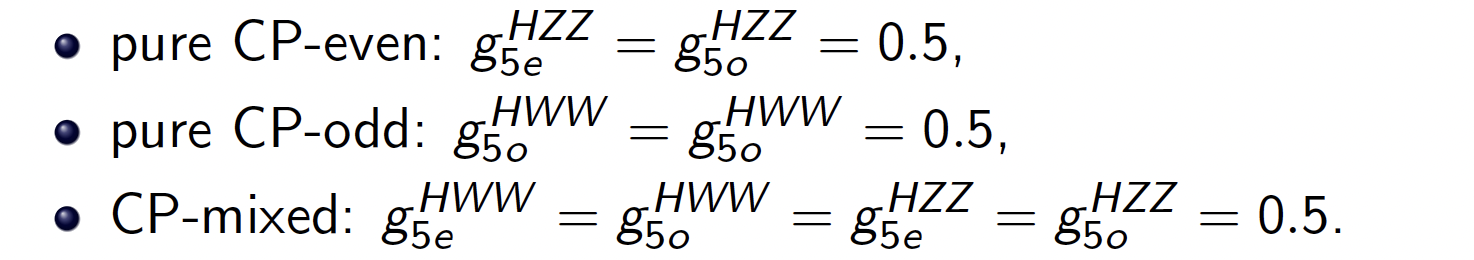 • pure CP-even: $g_{5e}^{HZZ} = g_{5o}^{HZZ} = 0.5$,
• pure CP-odd: $g_{5o}^{HWW} = g_{5o}^{HWW} = 0.5$,
• CP-mixed: $g_{5e}^{HWW} = g_{5o}^{HWW} = g_{5e}^{HZZ} = g_{5o}^{HZZ} = 0.5$.